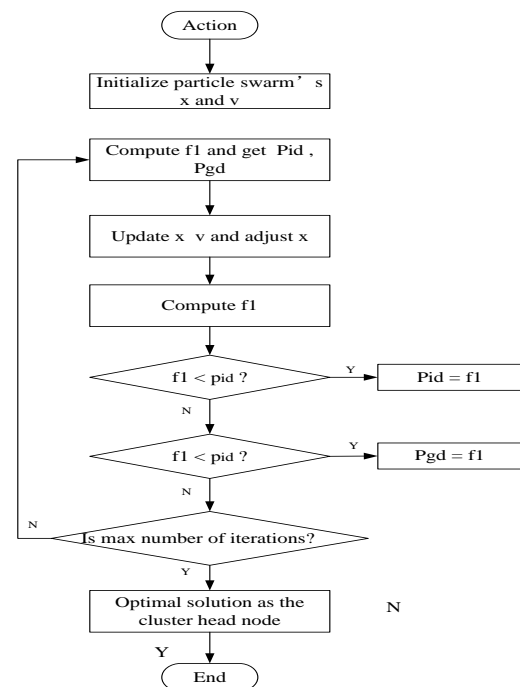 Action
Initialize particle swarm’s
x and v
Compute f1 and get Pid ,
Pgd
Update x v and adjust x
Compute f1
f1 < pid ?
Y
Pid = f1
N
f1 < pid ?
Y
Pgd = f1
N
N
Is max number of iterations?
Y
Optimal solution as the
cluster head node
N
Y
End